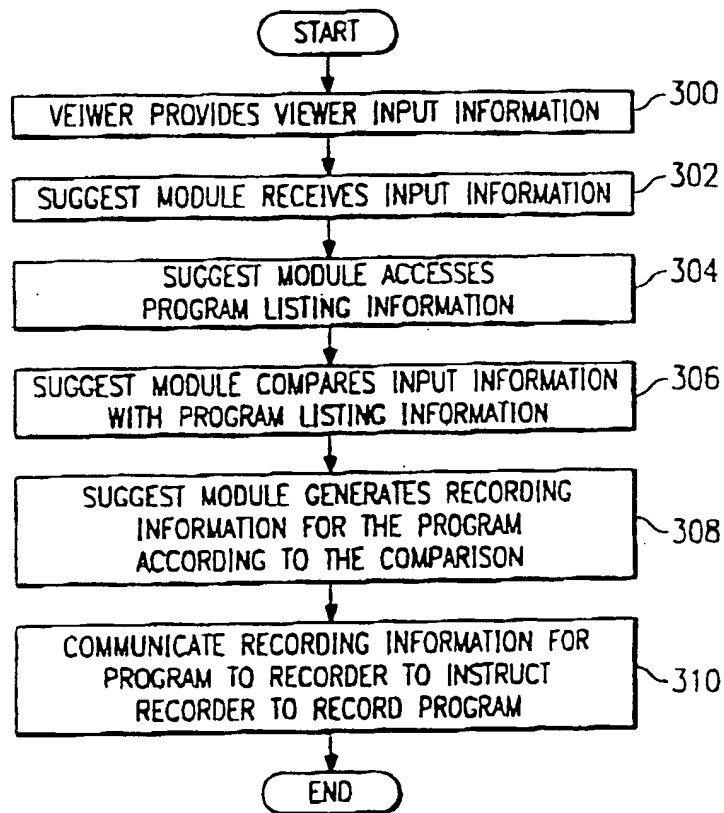 START
VEIWER PROVIDES VIEWER INPUT INFORMATION
300
SUGGEST MODULE RECEIVES INPUT INFORMATION
302
SUGGEST MODULE ACCESSES
PROGRAM LISTING INFORMATION
304
SUGGEST MODULE COMPARES INPUT INFORMATION
WITH PROGRAM LISTING INFORMATION
306
SUGGEST MODULE GENERATES RECORDING
INFORMATION FOR THE PROGRAM
ACCORDING TO THE COMPARISON
308
COMMUNICATE RECORDING INFORMATION FOR
PROGRAM TO RECORDER TO INSTRUCT
RECORDER TO RECORD PROGRAM
310
END